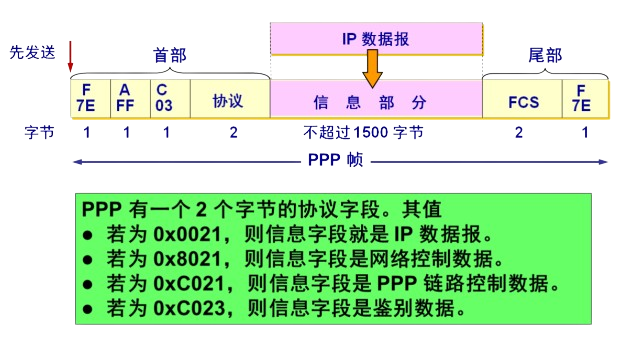 IP 数据报
先发送
首部
尾部
F
7E
A
FF
C
03
协议
信 息 部 分
FCS
F
7E
字节
1
1
1
2
不超过 1500 字节
2
1
PPP 帧
PPP 有一个 2 个字节的协议字段。其值
● 若为 0x0021，则信息字段就是 IP 数据报。
● 若为 0x8021，则信息字段是网络控制数据。
● 若为 0xC021，则信息字段是 PPP 链路控制数据。
● 若为 0xC023，则信息字段是鉴别数据。